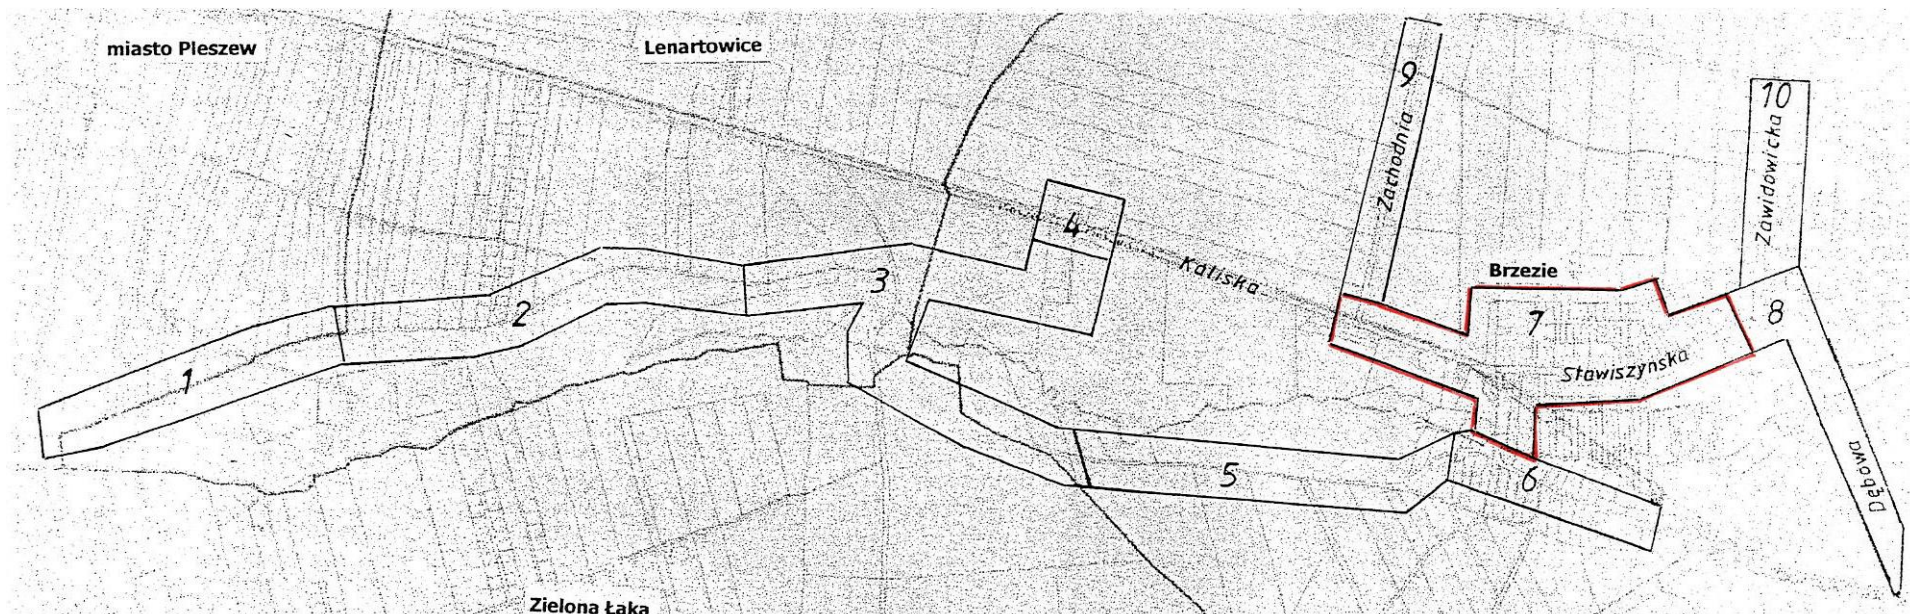 miasto Pleszew
Lenartowice
9
Zachodnia
10
Zawidowicka
4
Kaliska
Brzezie
3
2
7
8
1
Stawiszyńska
5
6
Dębowa
Zielona Łąka